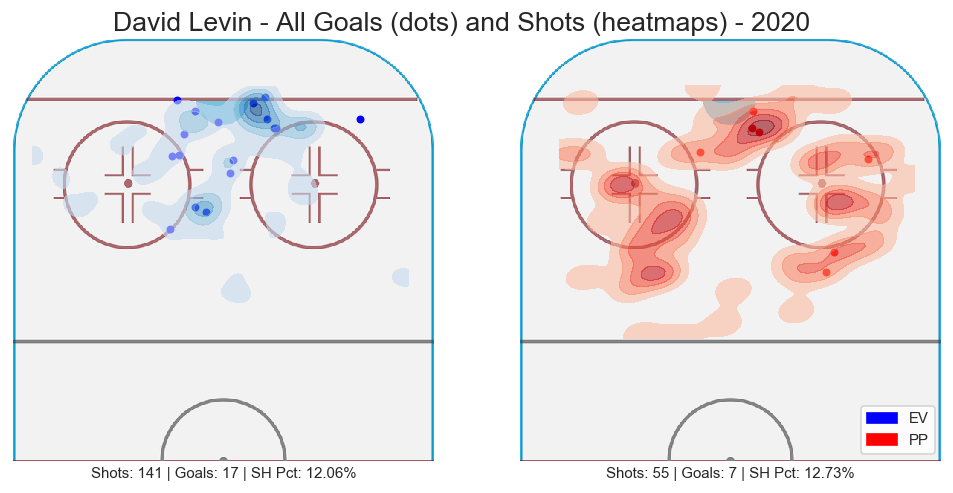 David Levin - All Goals (dots) and Shots (heatmaps) - 2020
EV
PP
Shots: 141 | Goals: 17 | SH Pct: 12.06%
Shots: 55 | Goals: 7 | SH Pct: 12.73%